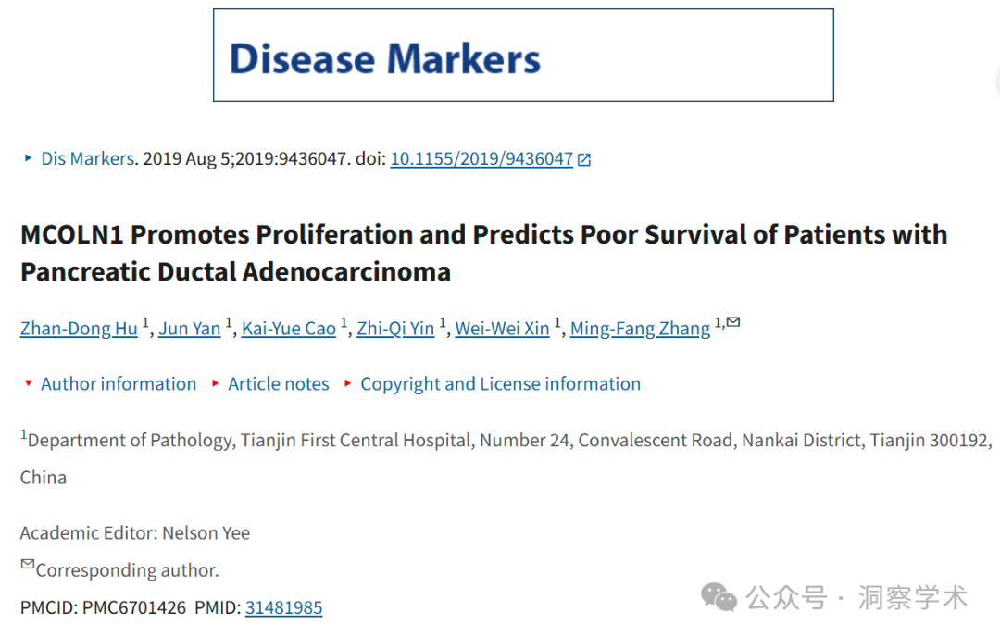 Disease Markers
Dis Markers. 2019 Aug 5;2019:9436047. doi: 10.1155/2019/9436047
MCOLN1 Promotes Proliferation and Predicts Poor Survival of Patients with
Pancreatic Ductal Adenocarcinoma
Zhan-Dong Hu 1, Jun Yan 1, Kai-Yue Cao 1, Zhi-Qi Yin 1, Wei-Wei Xin 1, Ming-Fang Zhang 1,✉
Author information Article notes Copyright and License information
1Department of Pathology, Tianjin First Central Hospital, Number 24, Convalescent Road, Nankai District, Tianjin 300192,
China
Academic Editor: Nelson Yee
✉Corresponding author.
PMCID: PMC6701426 PMID: 31481985
公众号 · 洞察学术